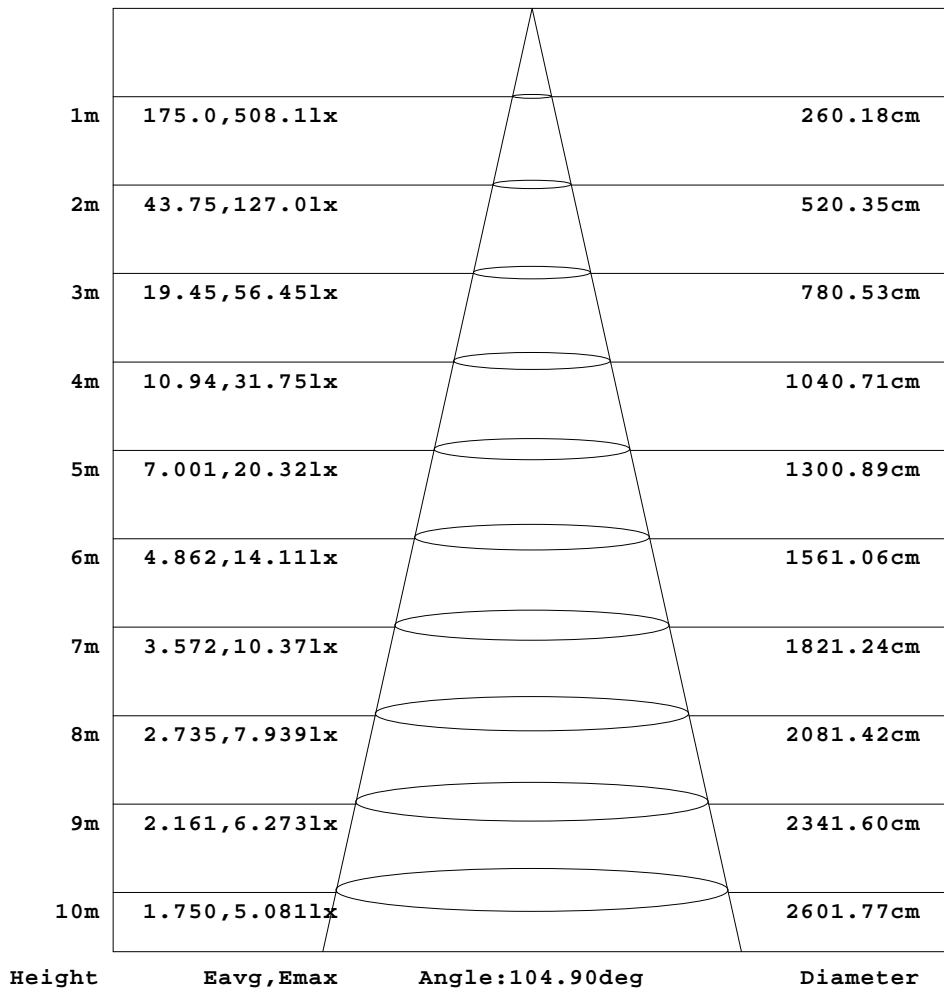 1m 175.0,508.1lx 260.18cm
2m 43.75,127.0lx 520.35cm
3m 19.45,56.45lx 780.53cm
4m 10.94,31.75lx 1040.71cm
5m 7.001,20.32lx 1300.89cm
6m 4.862,14.11lx 1561.06cm
7m 3.572,10.37lx 1821.24cm
8m 2.735,7.939lx 2081.42cm
9m 2.161,6.273lx 2341.60cm
10m 1.750,5.081lx 2601.77cm
Height Eavg,Emax Angle:104.90deg Diameter